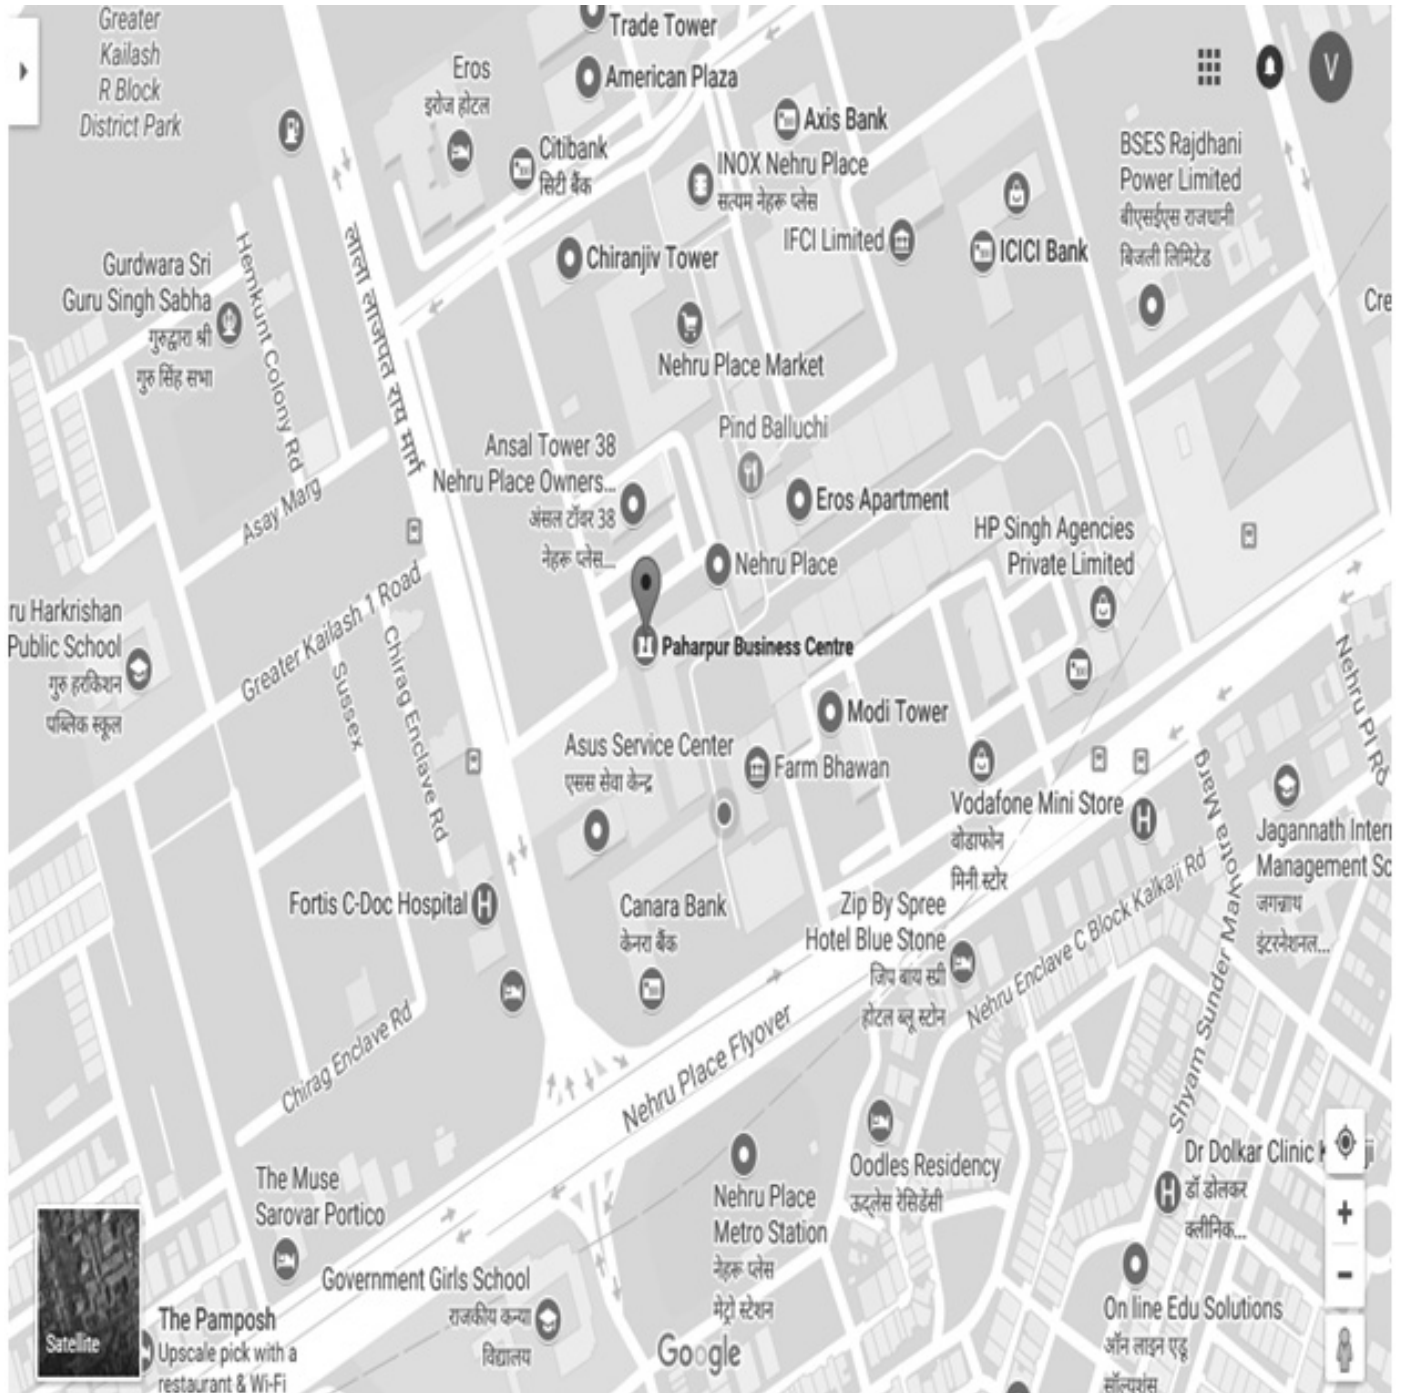 Greater
Kailash
R Block
District Park
Trade Tower
American Plaza
Eros
इरोज होटल
Citibank
सिटी बैंक
Axis Bank
INOX Nehru Place
सत्यम नेहरू प्लेस
IFCI Limited
ICICI Bank
BSES Rajdhani
Power Limited
बीएसईएस राजधानी
बिजली लिमिटेड
V
Chiranjiv Tower
Gurdwara Sri
Guru Singh Sabha
गुरुद्वारा श्री
गुरु सिंह सभा
Hemkunt Colony Rd
लाला लाजपत राय मार्ग
Cre
Nehru Place Market
Pind Balluchi
Ansal Tower 38
Nehru Place Owners...
अंसल टॉवर 38
नेहरू प्लेस...
Eros Apartment
Asay Marg
HP Singh Agencies
Private Limited
Nehru Place
Greater Kailash 1 Road
ru Harkrishan
Public School
गुरु हरकिशन
पब्लिक स्कूल
Sussex
Chirag Enclave Rd
Paharpur Business Centre
Nehru Pl Rd
Modi Tower
Asus Service Center
एसस सेवा केन्द्र
Farm Bhawan
Vodafone Mini Store
वोडाफोन
मिनी स्टोर
Jagannath Intern
Management Sc
जगन्नाथ
इंटरनेशनल...
Fortis C-Doc Hospital
H
H
Canara Bank
केनरा बैंक
Zip By Spree
Hotel Blue Stone
जिप बाय स्प्री
होटल ब्लू स्टोन
Nehru Enclave C Block Kalkaji Rd
Shyam Sunder Malhotra Marg
Chirag Enclave Rd
Nehru Place Flyover
The Muse
Sarovar Portico
Nehru Place
Metro Station
नेहरू प्लेस
मेट्रो स्टेशन
Oodles Residency
ऊद्लेस रेसिडेंसी
Dr Dolkar Clinic K ji
H
डॉ डोलकर
क्लीनिक...
Government Girls School
राजकीय कन्या
विद्यालय
The Pamposh
Upscale pick with a
restaurant & Wi-Fi
Satellite
Google
On line Edu Solutions
ऑन लाइन एडू
सॉल्यूशंस
+
-